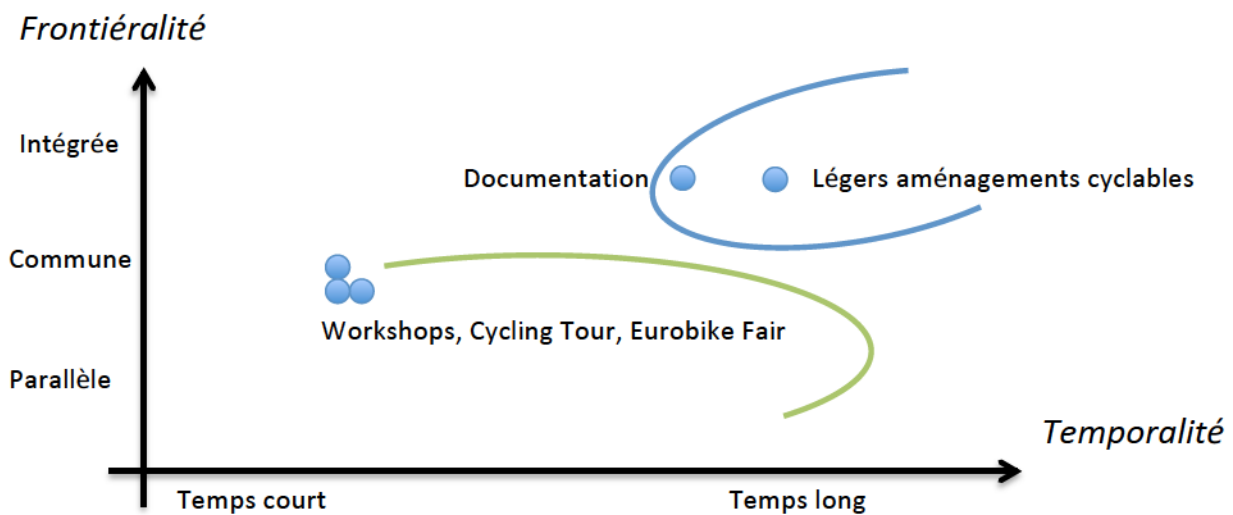 Frontiéralité
Intégrée
Documentation
Légers aménagements cyclables
Commune
Workshops, Cycling Tour, Eurobike Fair
Parallèle
Temporalité
Temps court
Temps long